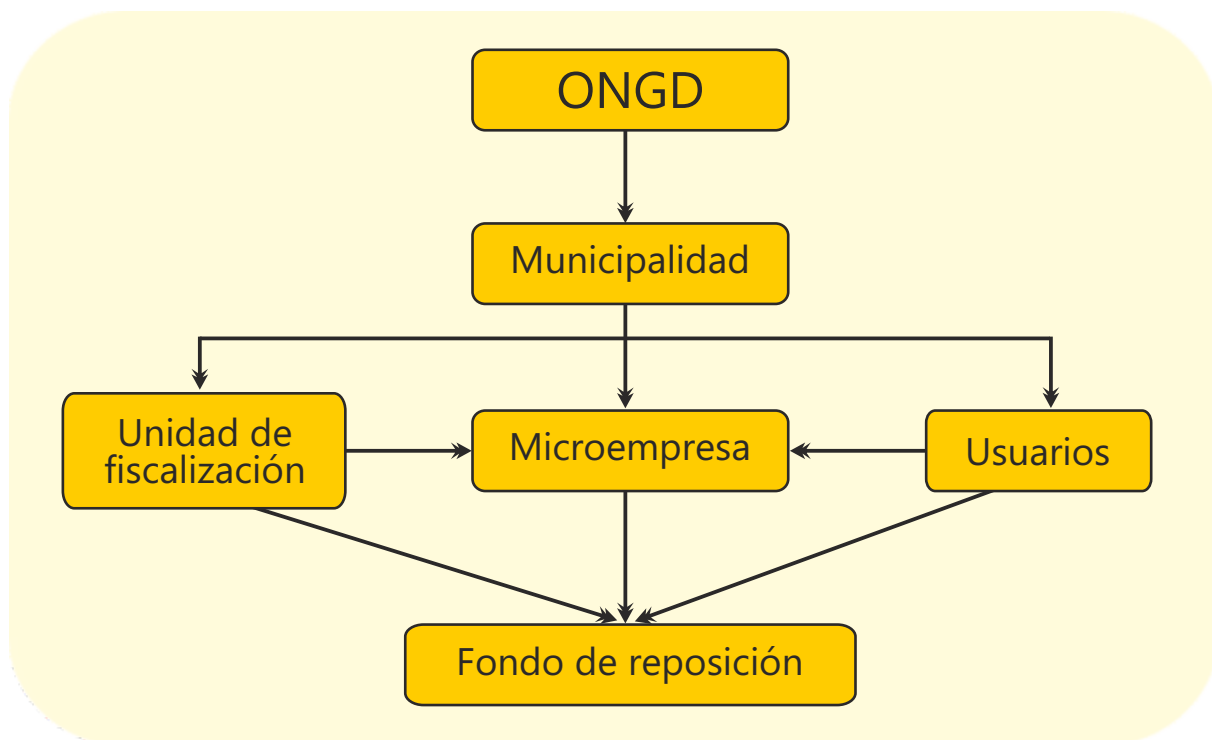 ONGD
Municipalidad
Unidad de
fiscalización
Microempresa
Usuarios
Fondo de reposición